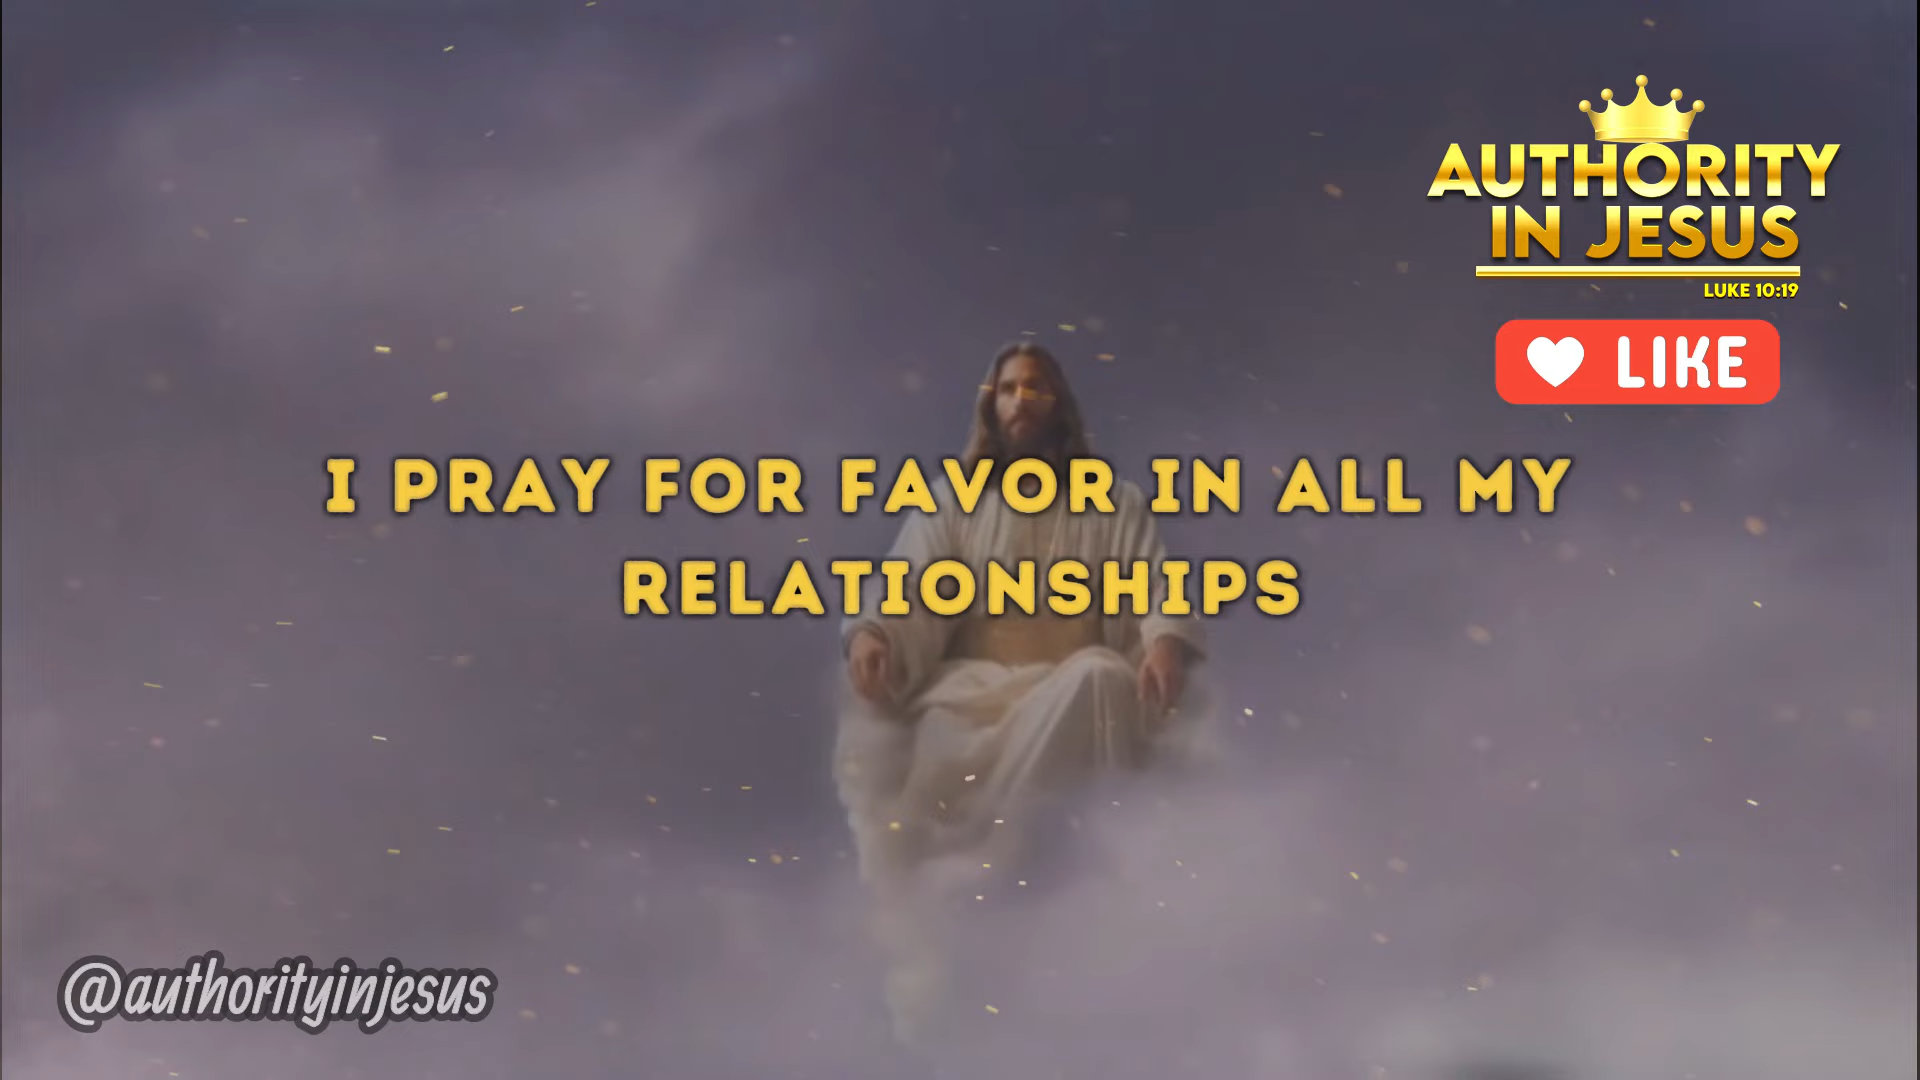 AUTHORITY
IN JESUS
LUKE 10:19
LIKE
I PRAY FOR FAVOR IN ALL MY
RELATIONSHIPS
@authorityinjesus